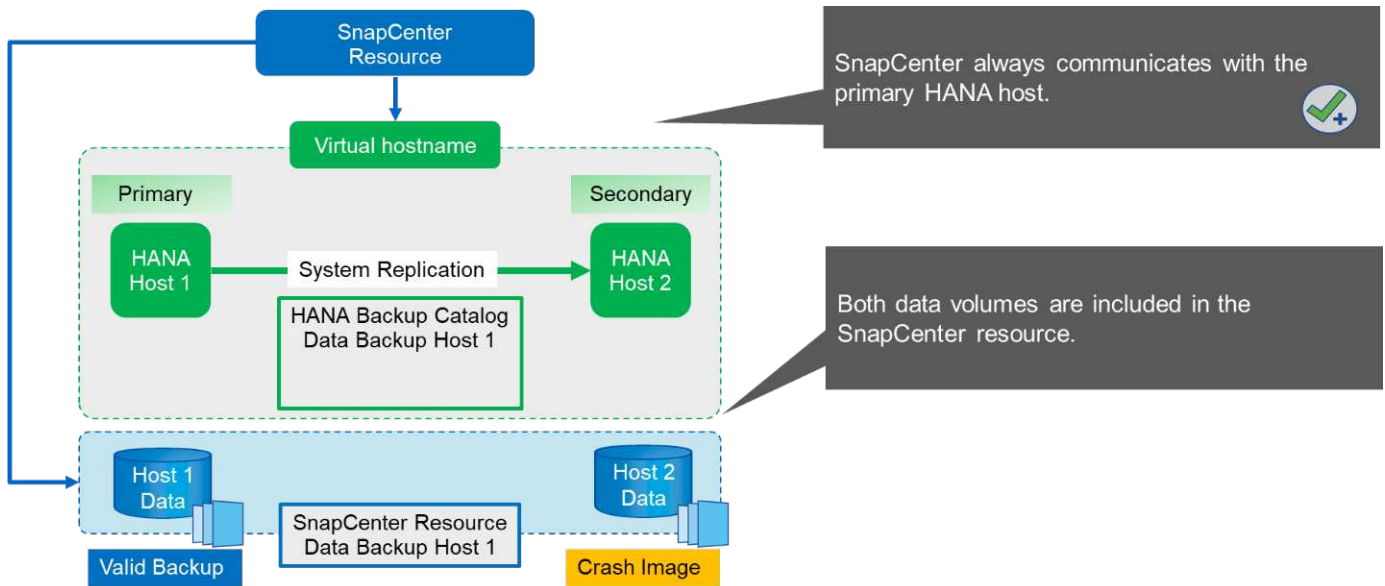 SnapCenter
Resource
SnapCenter always communicates with the
primary HANA host.
Virtual hostname
Primary
Secondary
HANA
Host 1
System Replication
HANA
Host 2
HANA Backup Catalog
Data Backup Host 1
Both data volumes are included in the
SnapCenter resource.
Host 1
Data
Host 2
Data
SnapCenter Resource
Data Backup Host 1
Valid Backup
Crash Image